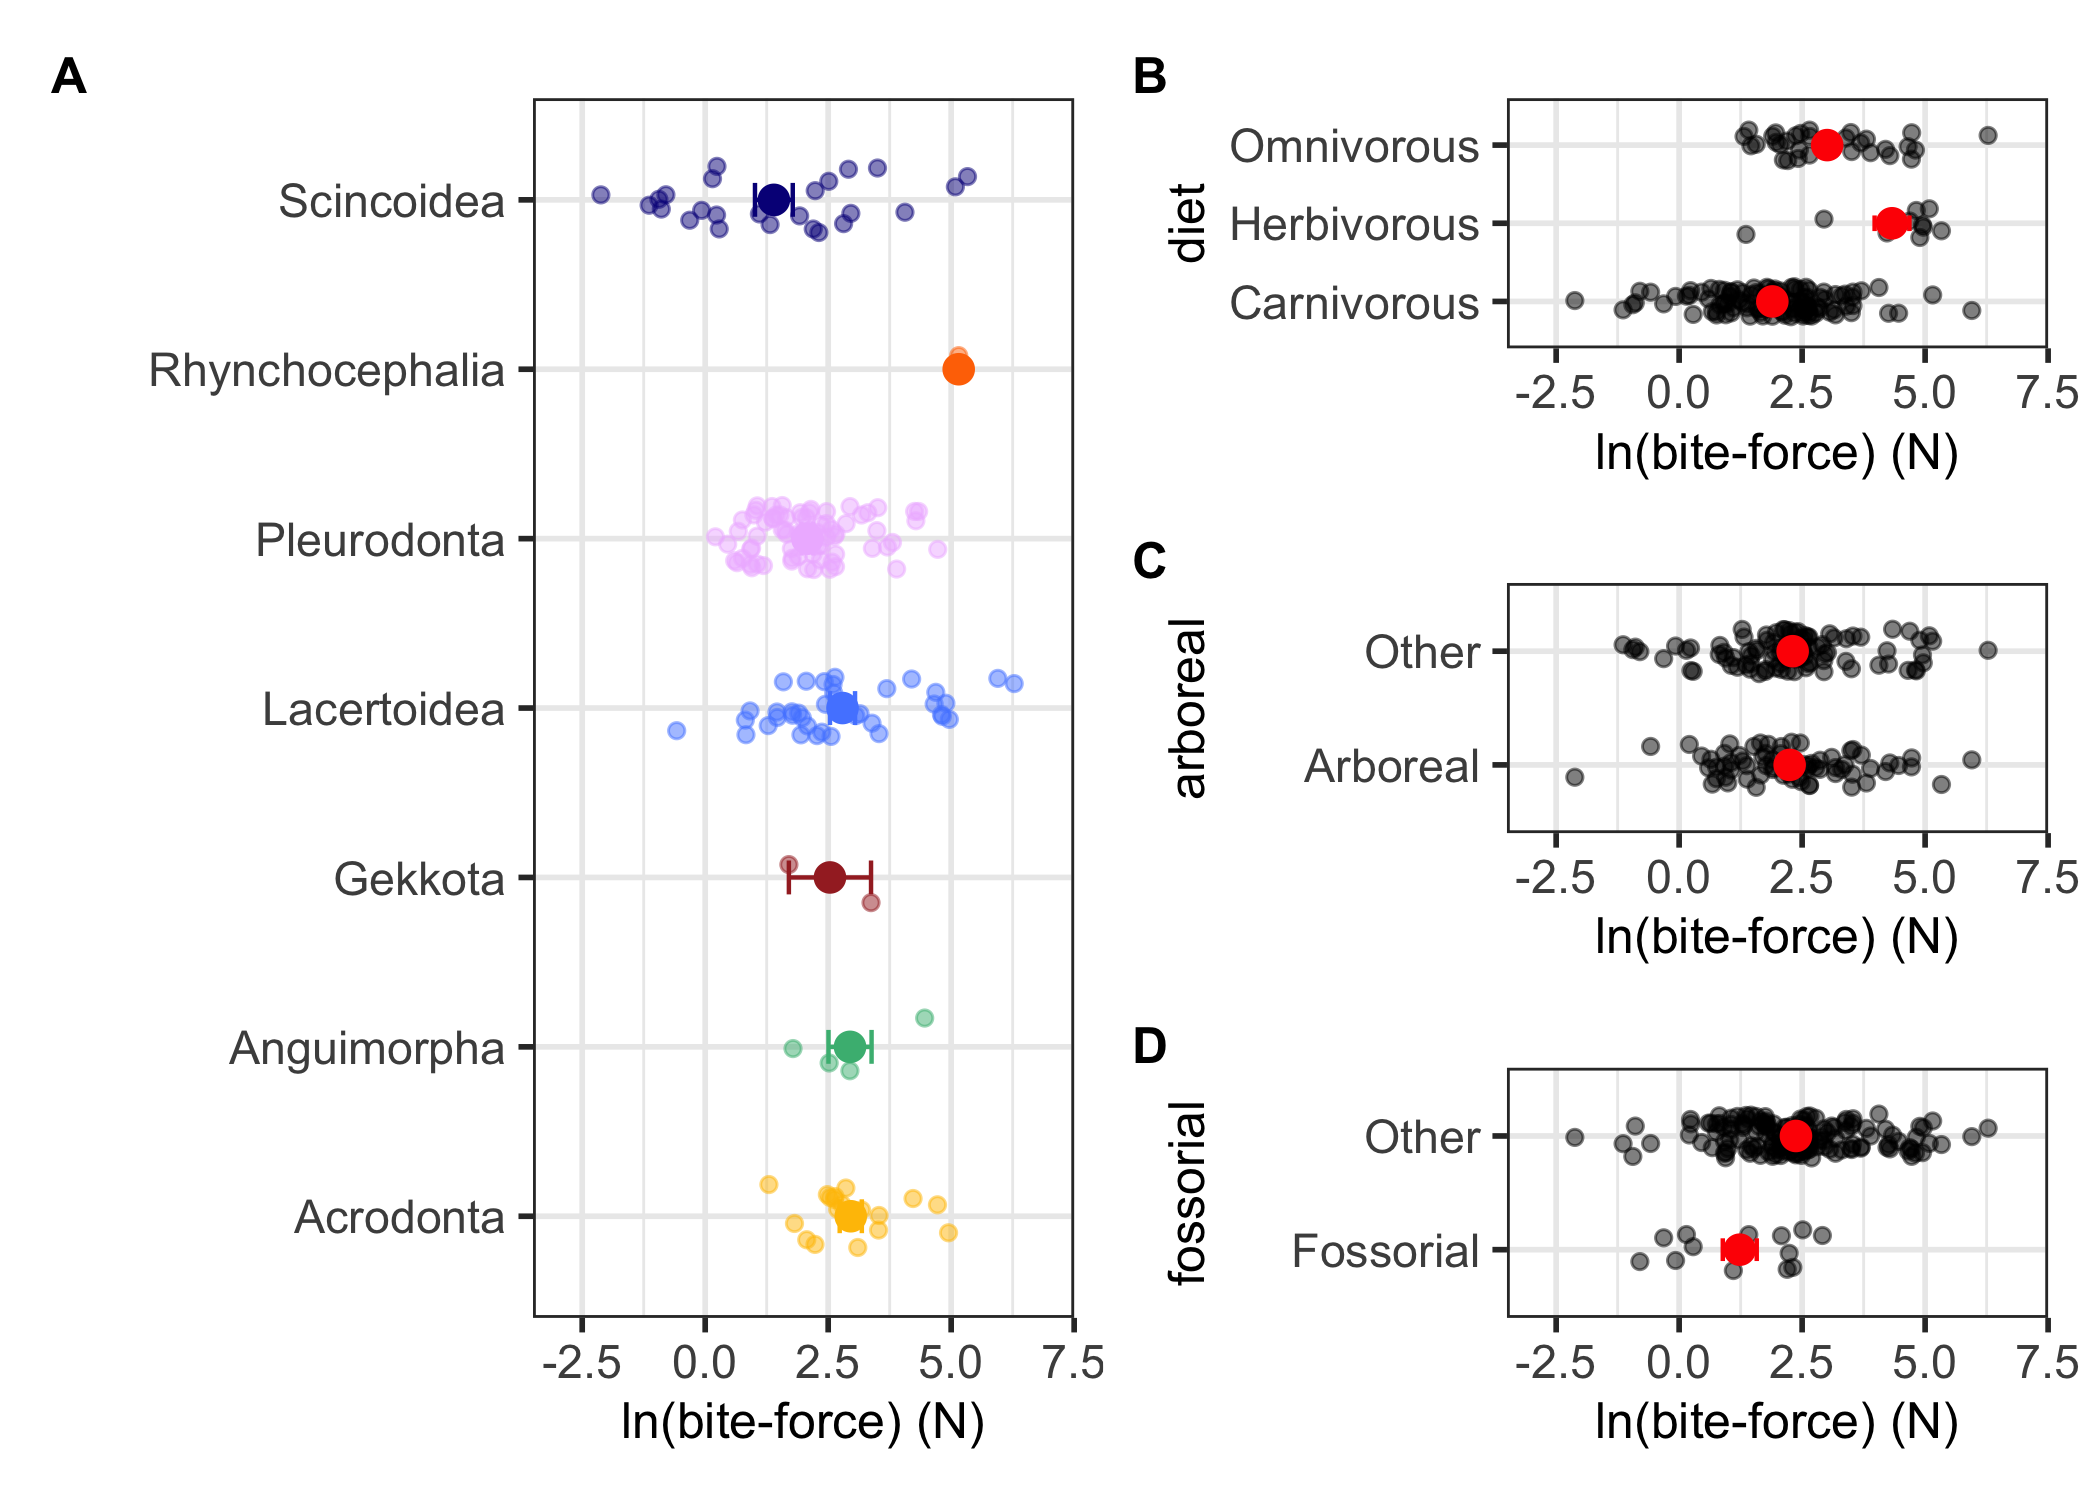 A
Scincoidea
Rhynchocephalia
Pleurodonta
Lacertoidea
Gekkota
Anguimorpha
Acrodonta
-2.5 0.0 2.5 5.0 7.5
ln(bite-force) (N)
B
diet
Omnivorous
Herbivorous
Carnivorous
-2.5 0.0 2.5 5.0 7.5
ln(bite-force) (N)
C
arboreal
Other
Arboreal
-2.5 0.0 2.5 5.0 7.5
ln(bite-force) (N)
D
fossorial
Other
Fossorial
-2.5 0.0 2.5 5.0 7.5
ln(bite-force) (N)